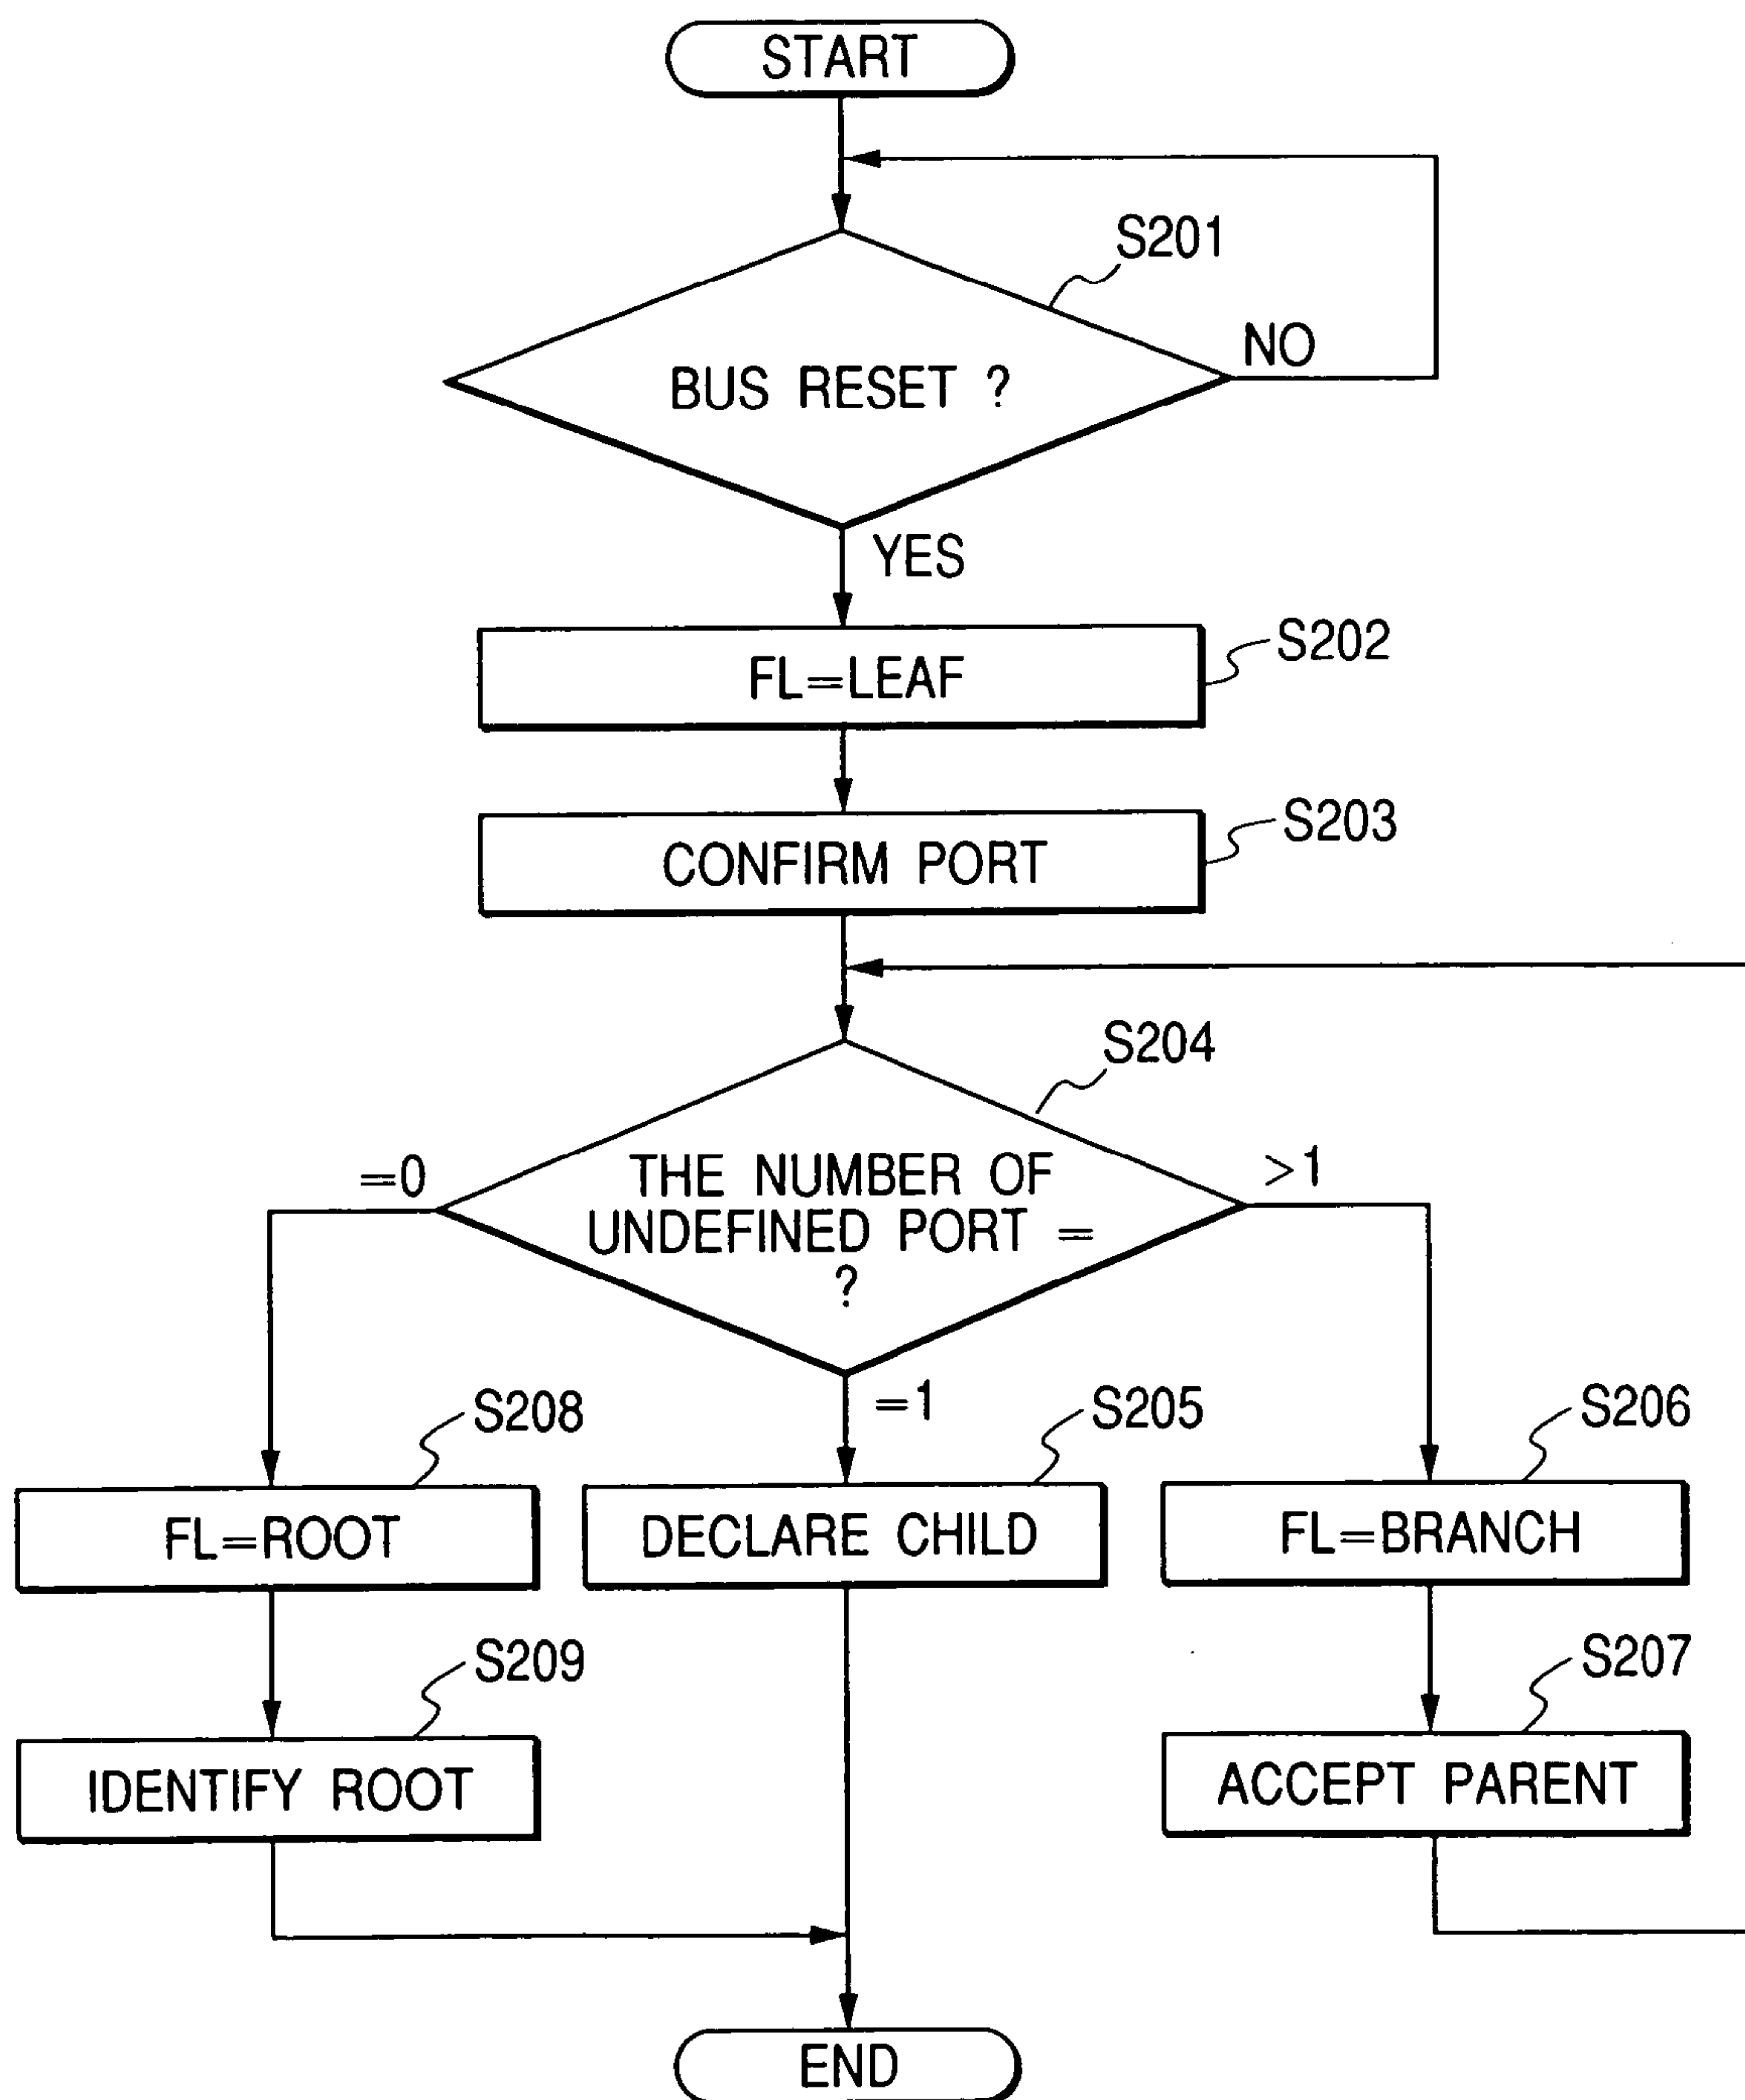 START
S201
NO
BUS RESET ?
YES
FL=LEAF
S202
CONFIRM PORT
S203
S204
=0
THE NUMBER OF
UNDEFINED PORT =
?
>1
=1
S208
S205
S206
FL=ROOT
DECLARE CHILD
FL=BRANCH
S209
S207
IDENTIFY ROOT
ACCEPT PARENT
END